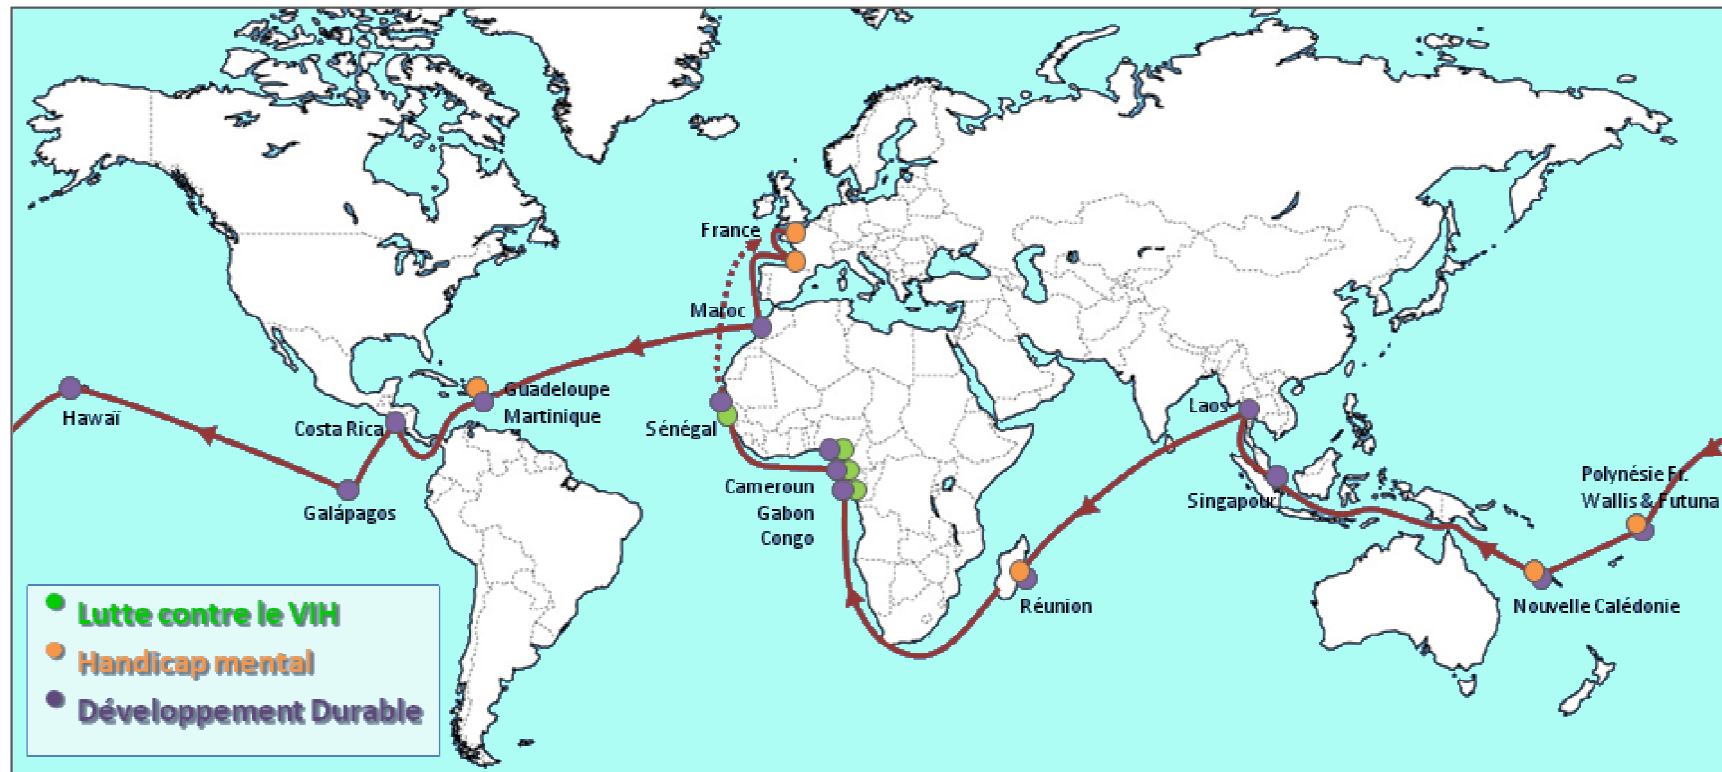 France
Maroc
Guadeloupe
Martinique
Hawaï
Costa Rica
Sénégal
Laos
Galápagos
Cameroun
Gabon
Congo
Singapour
Polynésie Fr.
Wallis & Futuna
Réunion
Nouvelle Calédonie
Lutte contre le VIH
Handicap mental
Développement Durable